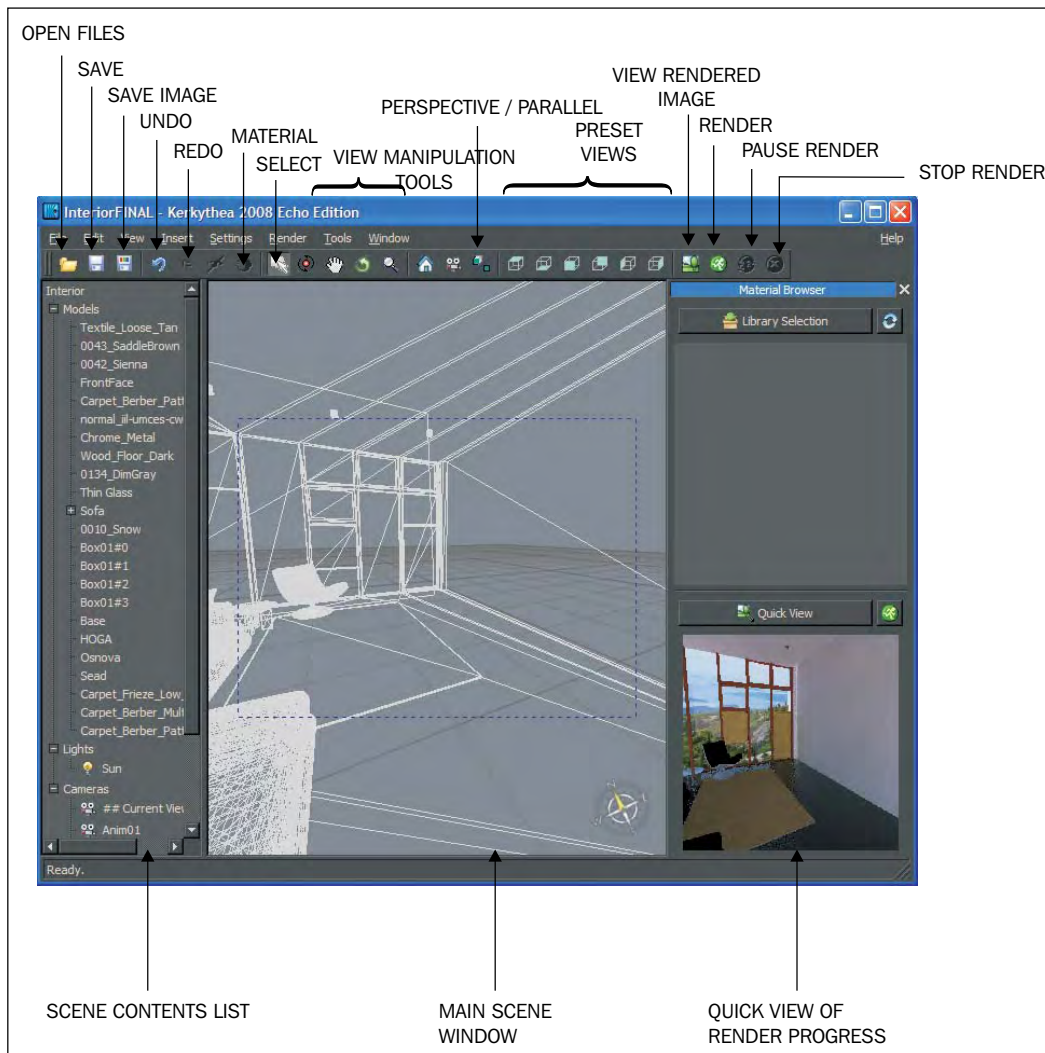 OPEN FILES
SAVE
SAVE IMAGE
UNDO
REDO
MATERIAL
SELECT
VIEW MANIPULATION
TOOLS
PERSPECTIVE / PARALLEL
PRESET
VIEWS
VIEW RENDERED
IMAGE
RENDER
PAUSE RENDER
STOP RENDER
InteriorFINAL - Kerkythea 2008 Echo Edition
File Edit View Insert Settings Render Tools Window Help
Interior
Models
Textile_Loose_Tan
0043_SaddleBrown
0042_Sienna
FrontFace
Carpet_Berber_Patt
normal_iil-umces-cw
Chrome_Metal
Wood_Floor_Dark
0134_DimGray
Thin Glass
Sofa
0010_Snow
Box01#0
Box01#1
Box01#2
Box01#3
Base
HOGA
Osnova
Sead
Carpet_Frieze_Low_
Carpet_Berber_Mult
Carpet_Berber_Patt
Lights
Sun
Cameras
## Current View
Anim01
Material Browser
Library Selection
Quick View
Ready.
SCENE CONTENTS LIST
MAIN SCENE
WINDOW
QUICK VIEW OF
RENDER PROGRESS